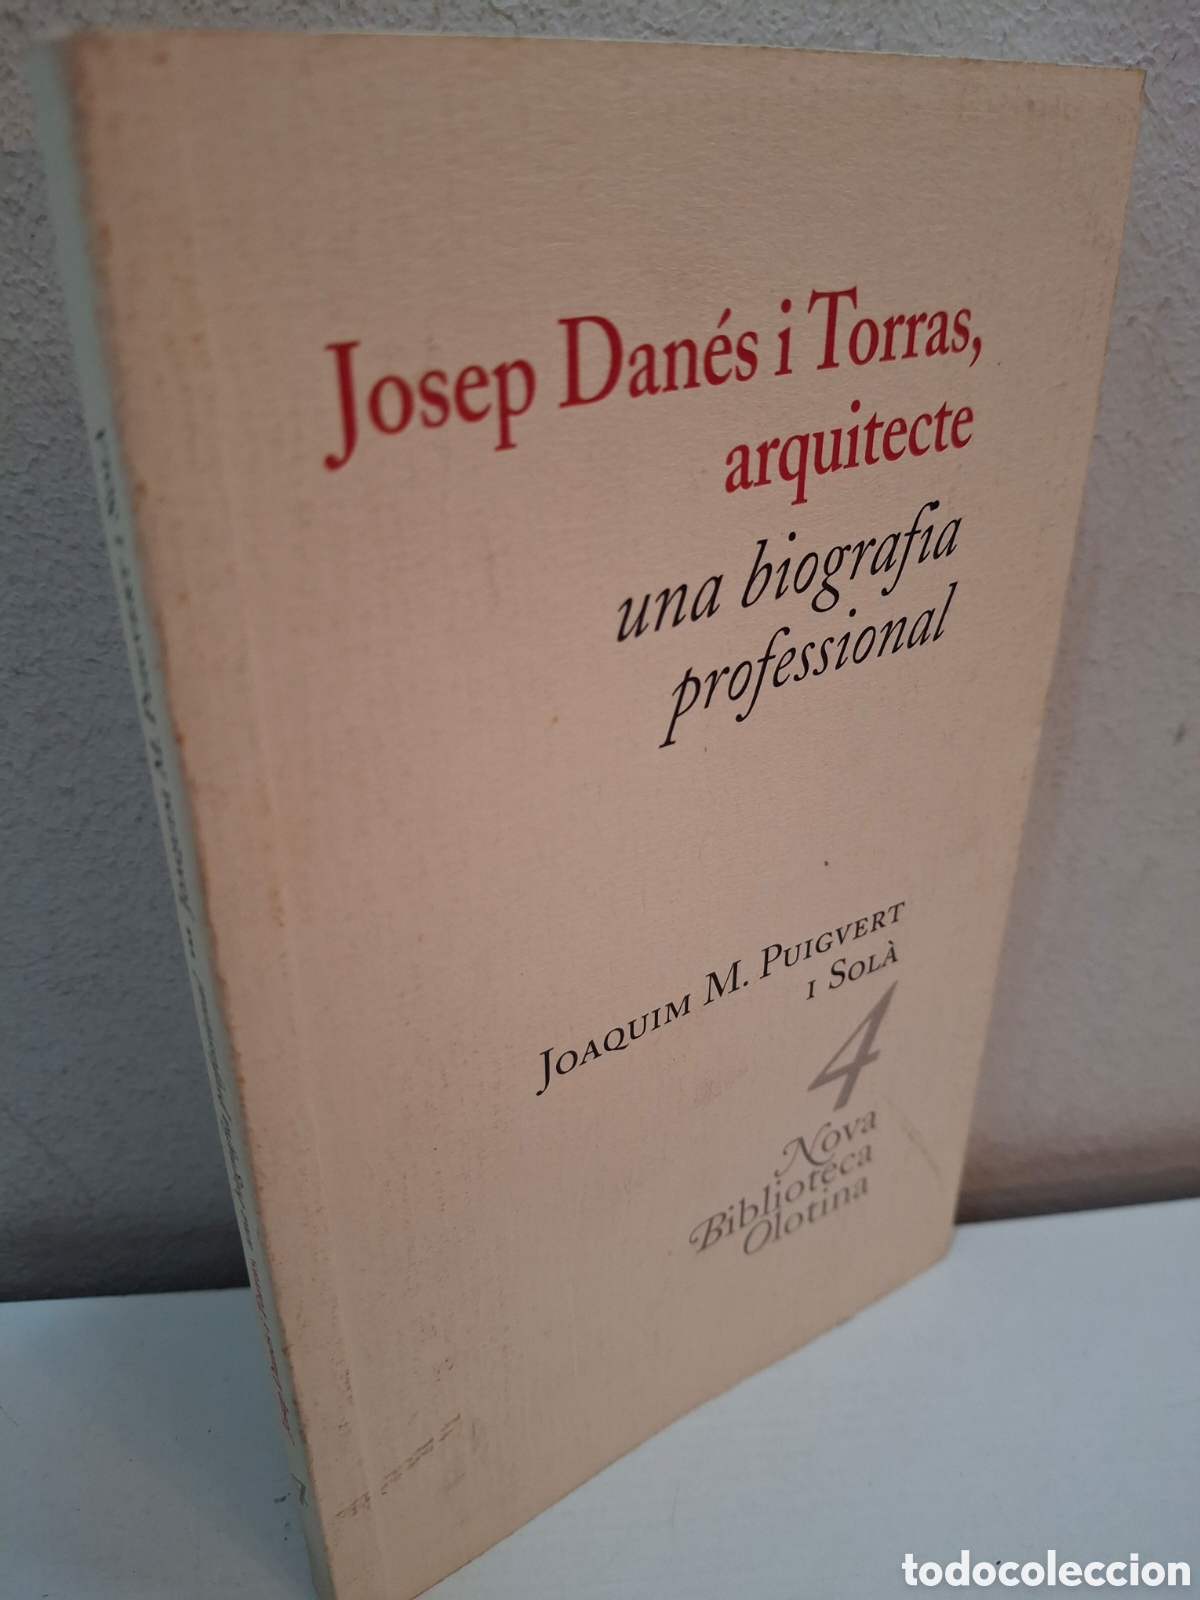 Josep Danés i Torras,
arquitecte
una biografia
professional
Joaquim M. Puigvert
i Solà
4
Nova
Biblioteca
Olotina
todocoleccion